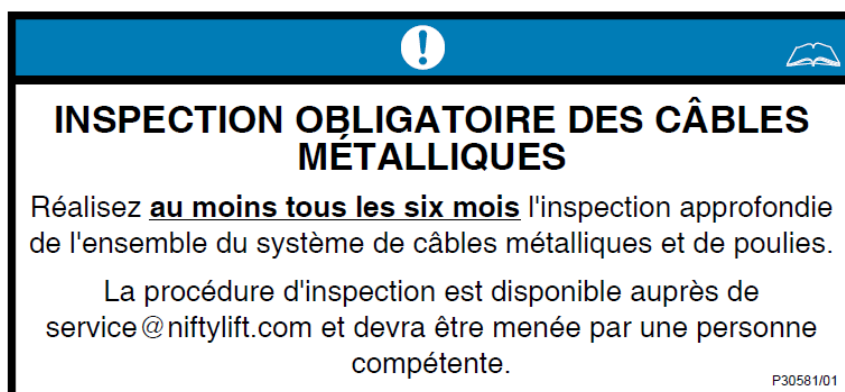 INSPECTION OBLIGATOIRE DES CÂBLES
MÉTALLIQUES
Réalisez au moins tous les six mois l'inspection approfondie
de l'ensemble du système de câbles métalliques et de poulies.
La procédure d'inspection est disponible auprès de
service@niftylift.com et devra être menée par une personne
compétente.
P30581/01